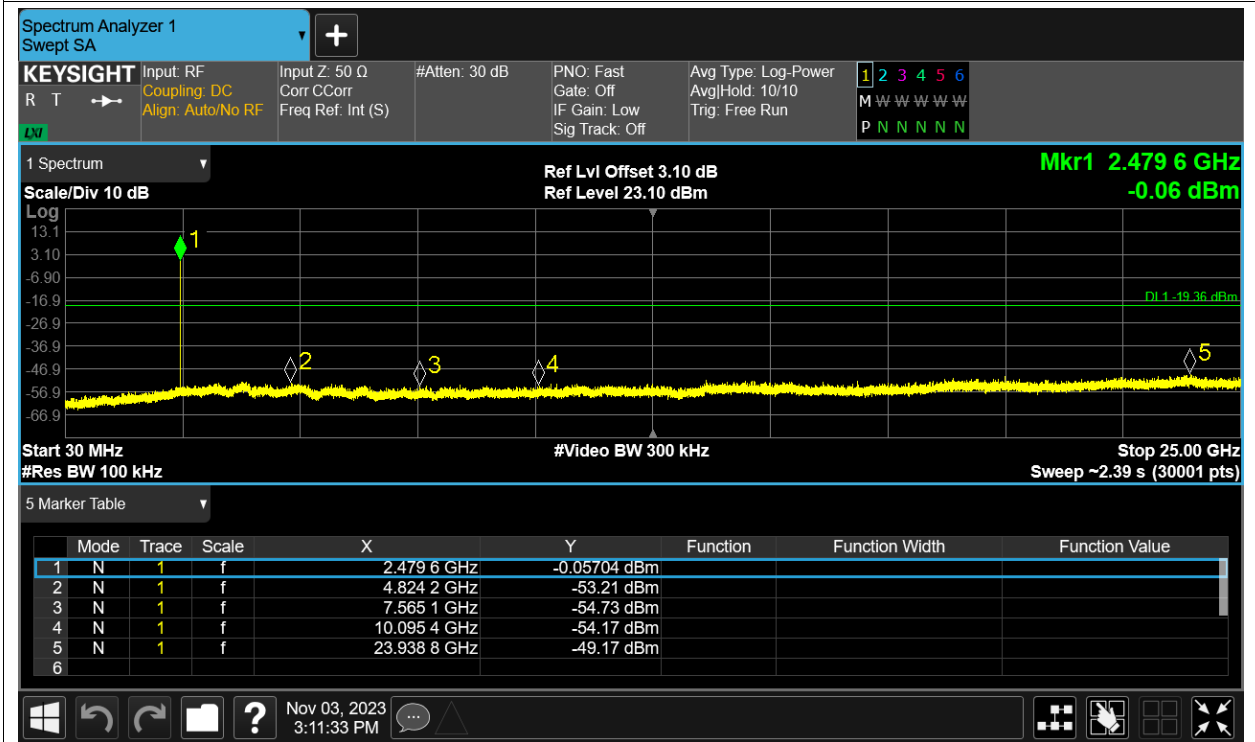 Spectrum Analyzer 1
Swept SA
+
KEYSIGHT
R T
LXI
Input: RF
Coupling: DC
Align: Auto/No RF
Input Z: 50 Ω
Corr CCorr
Freq Ref: Int (S)
#Atten: 30 dB
PNO: Fast
Gate: Off
IF Gain: Low
Sig Track: Off
Avg Type: Log-Power
Avg|Hold: 10/10
Trig: Free Run
1 2 3 4 5 6
M W W W W W
P N N N N N
1 Spectrum
Scale/Div 10 dB
Ref Lvl Offset 3.10 dB
Ref Level 23.10 dBm
Mkr1 2.479 6 GHz
-0.06 dBm
Log
13.1
3.10
-6.90
-16.9
-26.9
-36.9
-46.9
-56.9
-66.9
1
2
3
4
5
DL1 -19.36 dBm
Start 30 MHz
#Res BW 100 kHz
#Video BW 300 kHz
Stop 25.00 GHz
Sweep ~2.39 s (30001 pts)
5 Marker Table
Mode Trace Scale X Y Function Function Width Function Value
1 N 1 f 2.479 6 GHz -0.05704 dBm
2 N 1 f 4.824 2 GHz -53.21 dBm
3 N 1 f 7.565 1 GHz -54.73 dBm
4 N 1 f 10.095 4 GHz -54.17 dBm
5 N 1 f 23.938 8 GHz -49.17 dBm
6
?
Nov 03, 2023
3:11:33 PM